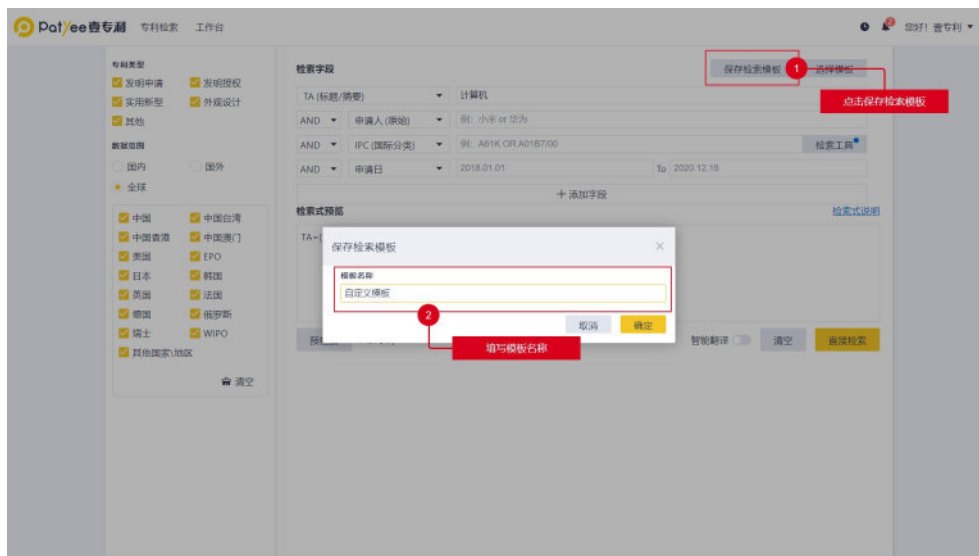 Patyee壹专利 专利检索 工作台 2 您好！壹专利
专利类型
发明申请 发明授权
实用新型 外观设计
其他
数据范围
国内 国外
全球
中国 中国台湾
中国香港 中国澳门
美国 EPO
日本 韩国
英国 法国
德国 俄罗斯
瑞士 WIPO
其他国家\地区
清空
检索字段 保存检索模板 1 选择模板
点击保存检索模板
TA (标题/摘要) 计算机
AND 申请人 (原始) 例：小米 or 华为
AND IPC (国际分类) 例：A61K OR A01B7/00 检索工具
AND 申请日 2018.01.01 To 2020.12.18
＋添加字段
检索式预览 检索式说明
TA=(
保存检索模板 ×
模板名称
自定义模板
2
取消 确定
填写模板名称
智能翻译 清空 直接检索